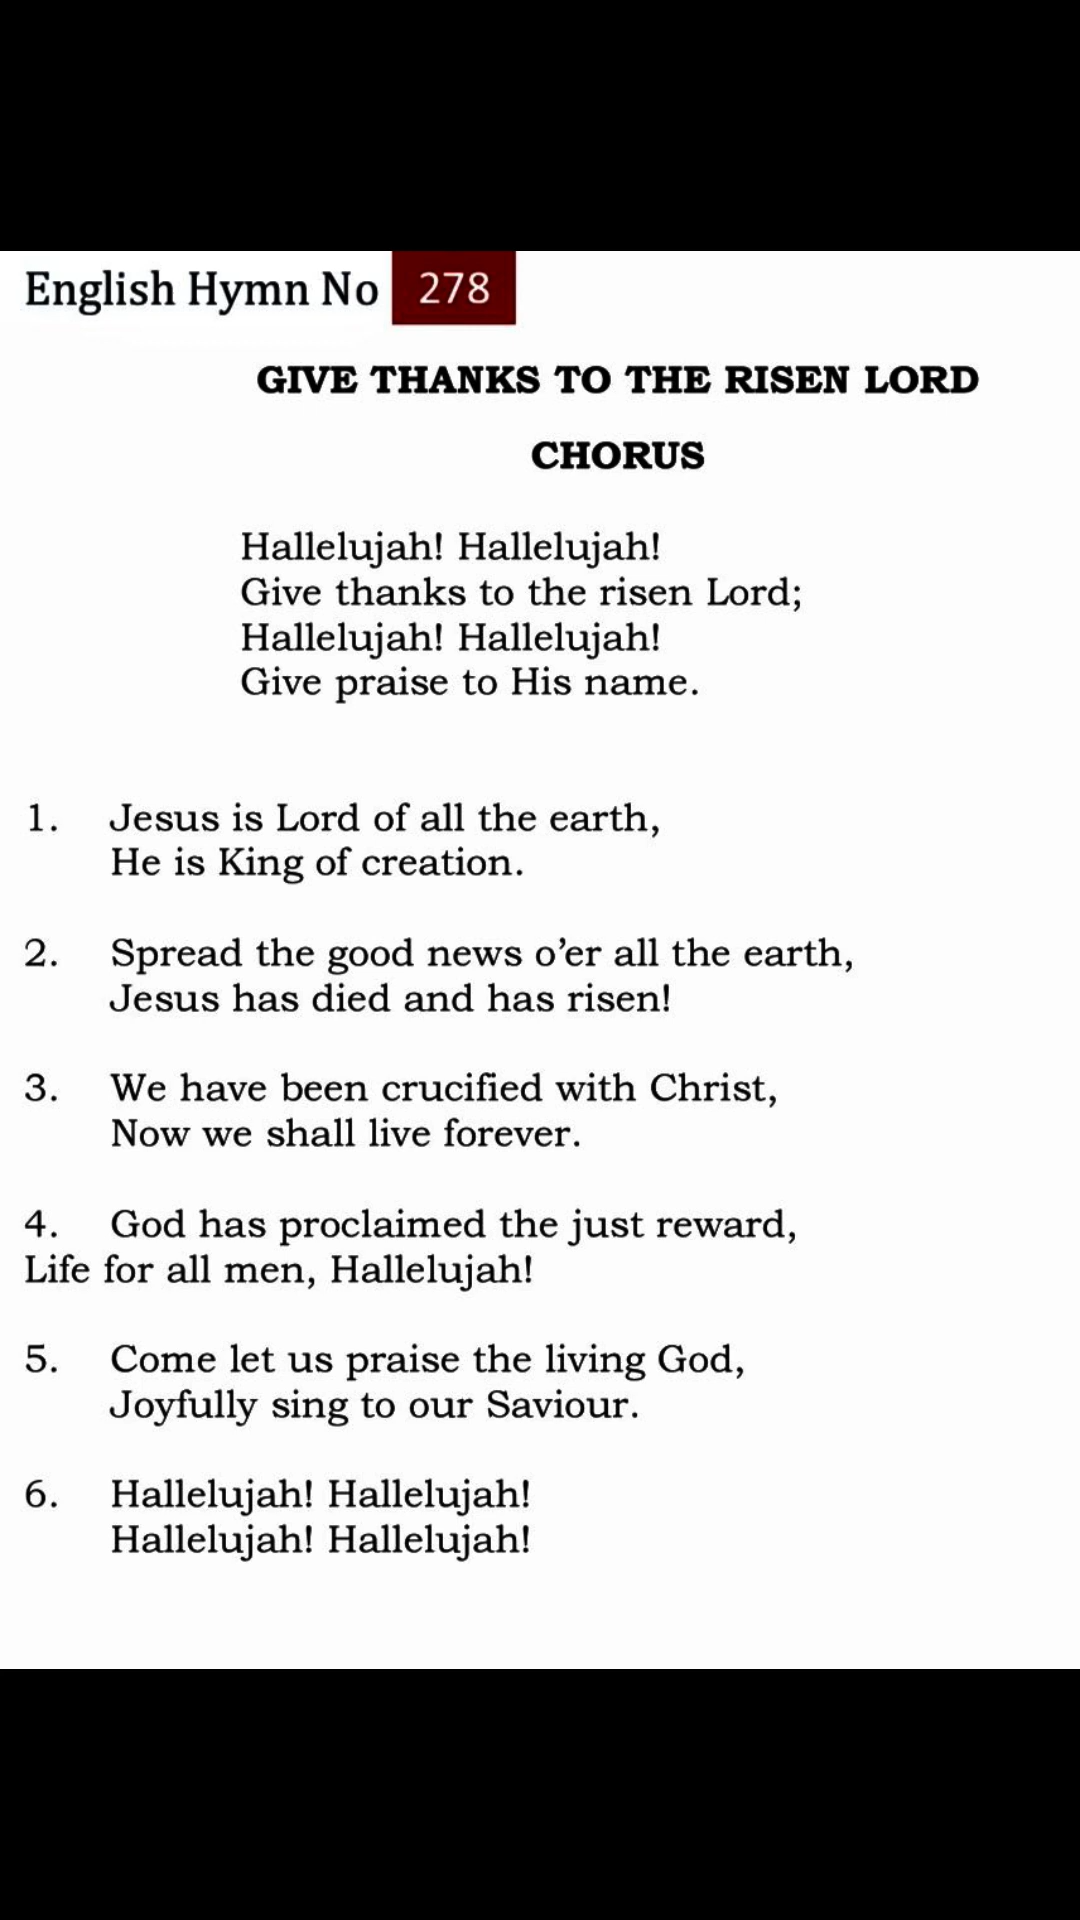 English Hymn No 278
GIVE THANKS TO THE RISEN LORD
CHORUS
Hallelujah! Hallelujah!
Give thanks to the risen Lord;
Hallelujah! Hallelujah!
Give praise to His name.
1. Jesus is Lord of all the earth,
He is King of creation.
2. Spread the good news o’er all the earth,
Jesus has died and has risen!
3. We have been crucified with Christ,
Now we shall live forever.
4. God has proclaimed the just reward,
Life for all men, Hallelujah!
5. Come let us praise the living God,
Joyfully sing to our Saviour.
6. Hallelujah! Hallelujah!
Hallelujah! Hallelujah!